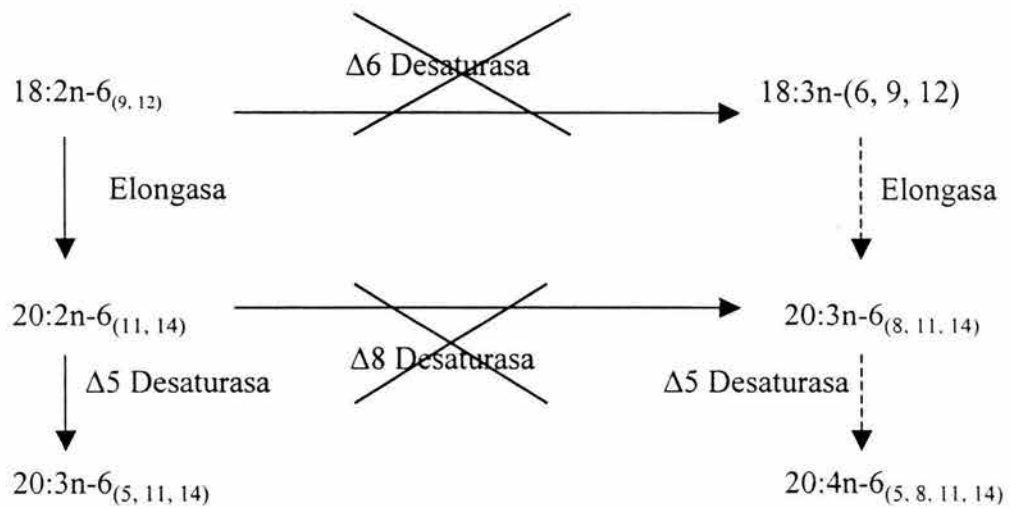 Δ6 Desaturasa
18:2n-6(9, 12)
18:3n-(6, 9, 12)
Elongasa
Elongasa
20:2n-6(11, 14)
20:3n-6(8, 11, 14)
Δ8 Desaturasa
Δ5 Desaturasa
Δ5 Desaturasa
20:3n-6(5, 11, 14)
20:4n-6(5, 8, 11, 14)